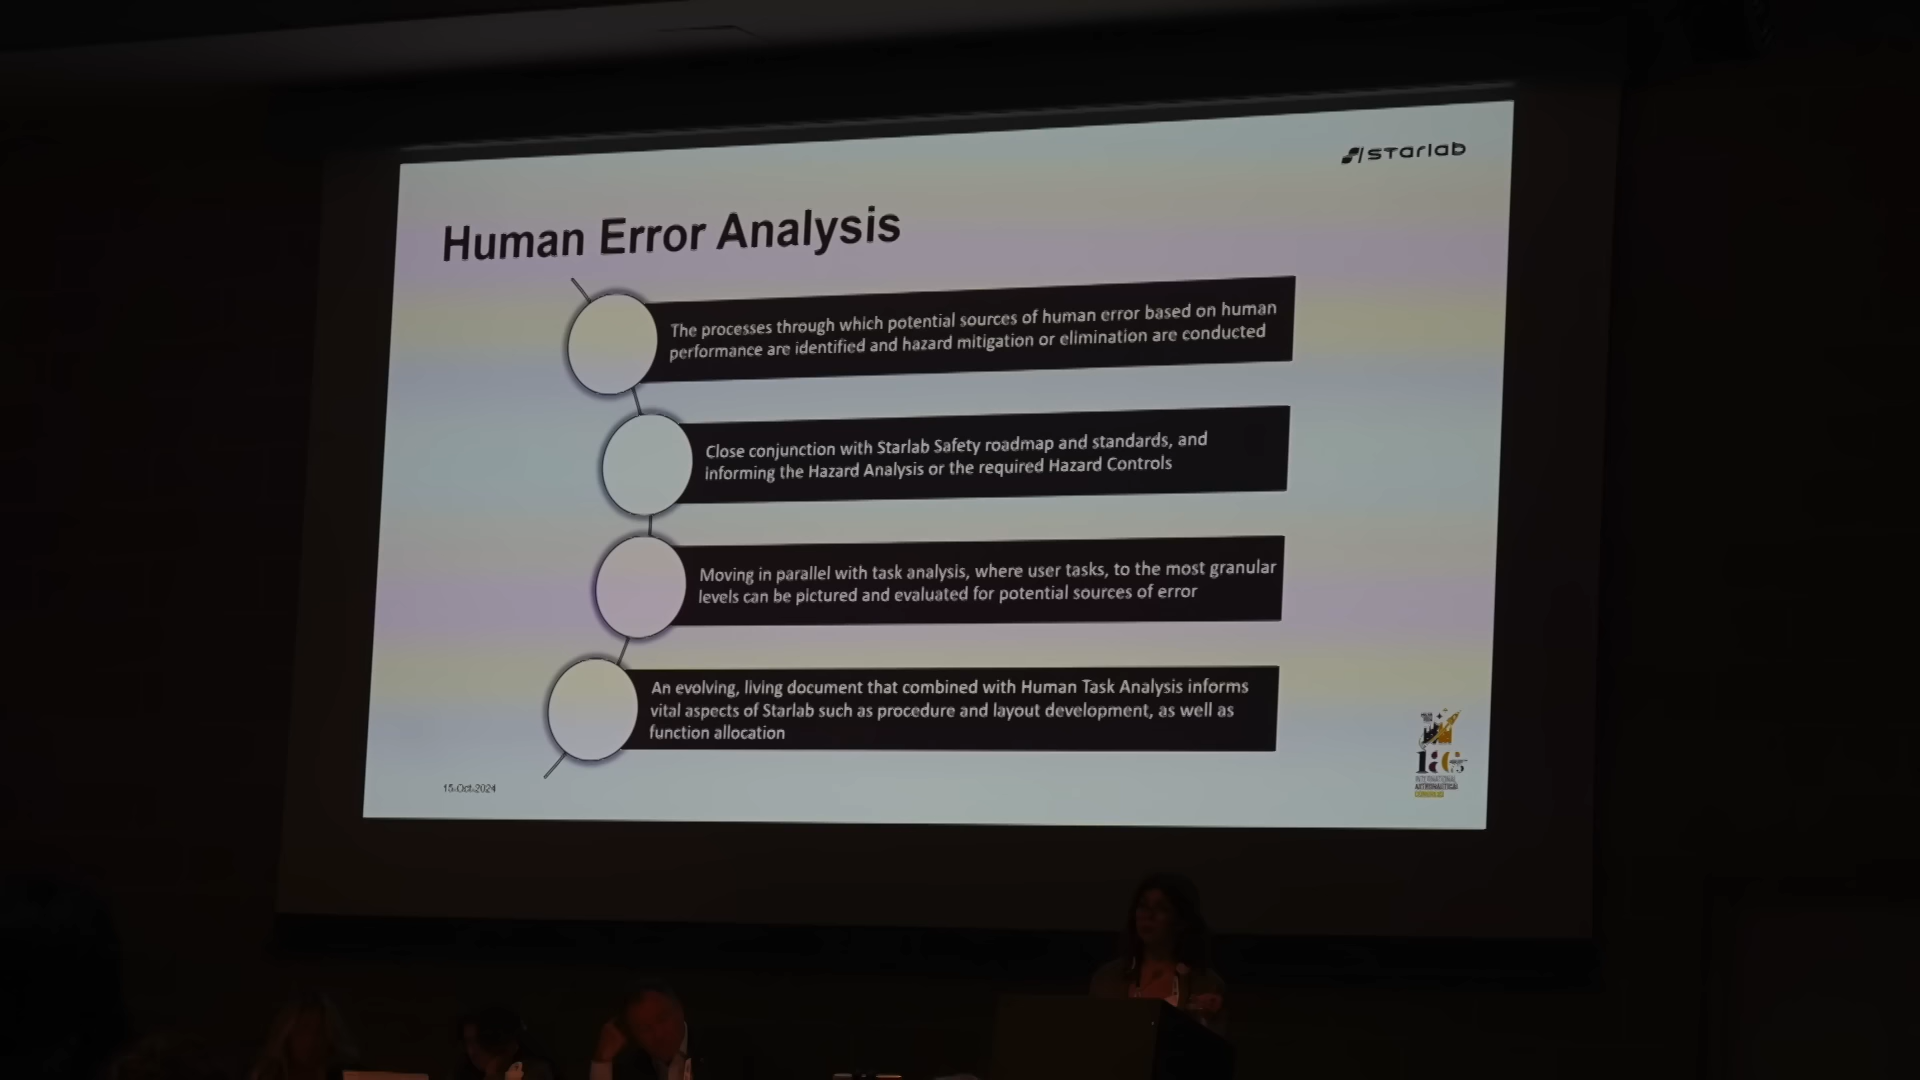 starlab
Human Error Analysis
The processes through which potential sources of human error based on human
performance are identified and hazard mitigation or elimination are conducted
Close conjunction with Starlab Safety roadmap and standards, and
informing the Hazard Analysis or the required Hazard Controls
Moving in parallel with task analysis, where user tasks, to the most granular
levels can be pictured and evaluated for potential sources of error
An evolving, living document that combined with Human Task Analysis informs
vital aspects of Starlab such as procedure and layout development, as well as
function allocation
15.Oct.2024
INTERNATIONAL
ASTRONAUTICAL
CONGRESS